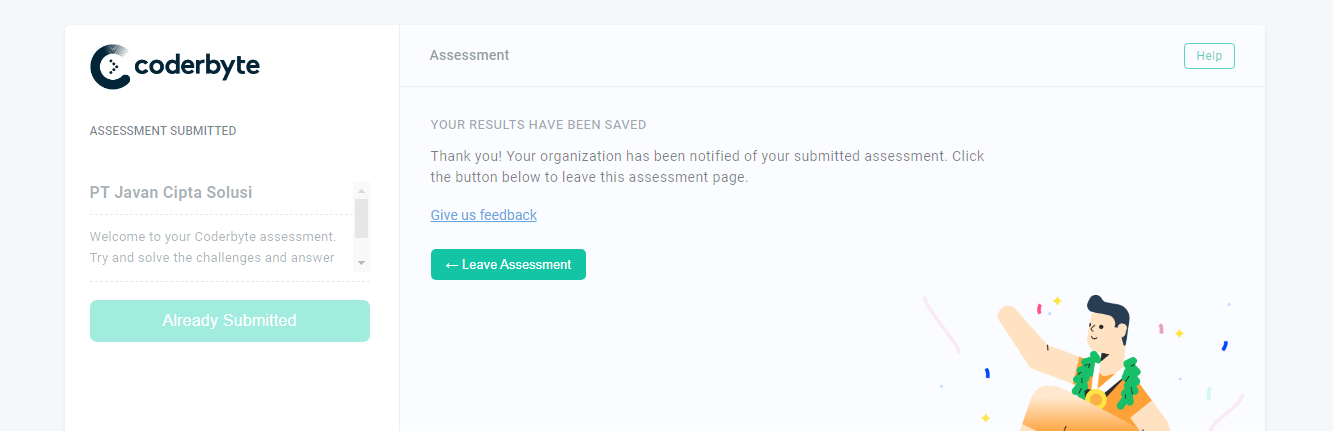 coderbyte
ASSESSMENT SUBMITTED
PT Javan Cipta Solusi
Welcome to your Coderbyte assessment.
Try and solve the challenges and answer
Already Submitted
Assessment
Help
YOUR RESULTS HAVE BEEN SAVED
Thank you! Your organization has been notified of your submitted assessment. Click
the button below to leave this assessment page.
Give us feedback
← Leave Assessment